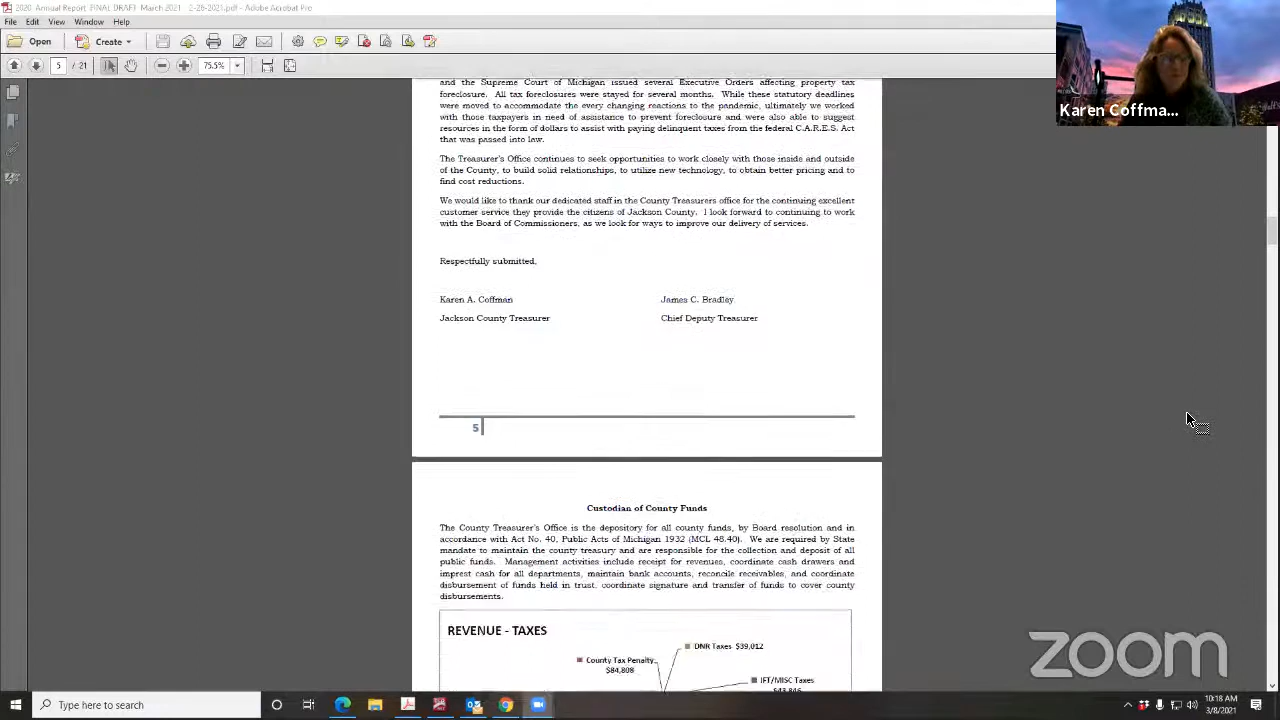 2020 Annual Report FINAL DRAFT March 2021 2-26-2021.pdf - Adobe Acrobat Pro
File Edit View Window Help
Open Create
5 / 21 75.5%
and the Supreme Court of Michigan issued several Executive Orders affecting property tax
foreclosure. All tax foreclosures were stayed for several months. While these statutory deadlines
were moved to accommodate the every changing reactions to the pandemic, ultimately we worked
with those taxpayers in need of assistance to prevent foreclosure and were also able to suggest
resources in the form of dollars to assist with paying delinquent taxes from the federal C.A.R.E.S. Act
that was passed into law.
The Treasurer's Office continues to seek opportunities to work closely with those inside and outside
of the County, to build solid relationships, to utilize new technology, to obtain better pricing and to
find cost reductions.
We would like to thank our dedicated staff in the County Treasurers office for the continuing excellent
customer service they provide the citizens of Jackson County. I look forward to continuing to work
with the Board of Commissioners, as we look for ways to improve our delivery of services.
Respectfully submitted,
Karen A. Coffman James C. Bradley
Jackson County Treasurer Chief Deputy Treasurer
5
Custodian of County Funds
The County Treasurer's Office is the depository for all county funds, by Board resolution and in
accordance with Act No. 40, Public Acts of Michigan 1932 (MCL 48.40). We are required by State
mandate to maintain the county treasury and are responsible for the collection and deposit of all
public funds. Management activities include receipt for revenues, coordinate cash drawers and
imprest cash for all departments, maintain bank accounts, reconcile receivables, and coordinate
disbursement of funds held in trust, coordinate signature and transfer of funds to cover county
disbursements.
REVENUE - TAXES
DNR Taxes $39,012
County Tax Penalty
$84,808
IFT/MISC Taxes
$43,846
Karen Coffma...
zoom
Type here to search
10:18 AM
3/8/2021